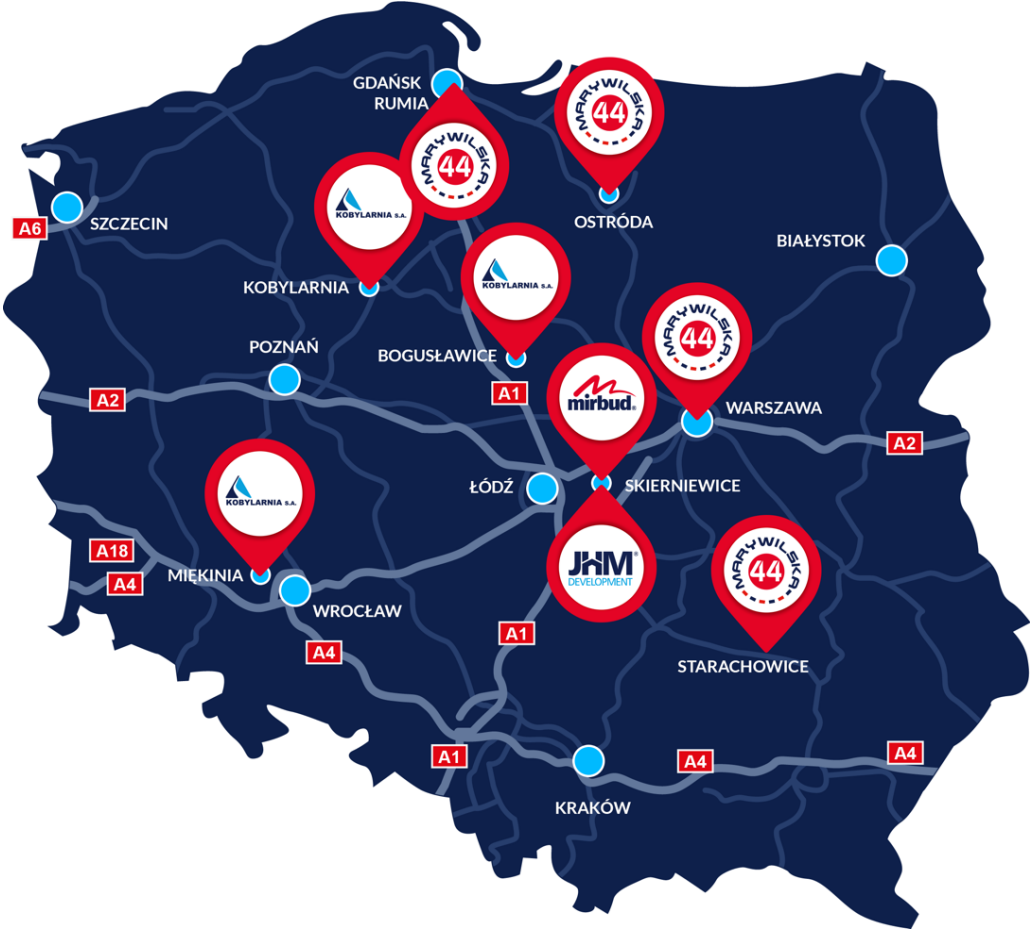 GDAŃSK
RUMIA
MARYWILSKA
44
MARYWILSKA
44
KOBYLARNIA S.A.
A6
SZCZECIN
OSTRÓDA
BIAŁYSTOK
KOBYLARNIA
KOBYLARNIA S.A.
MARYWILSKA
44
POZNAŃ
BOGUSŁAWICE
A2
A1
mirbud®
WARSZAWA
A2
ŁÓDŹ
SKIERNIEWICE
KOBYLARNIA S.A.
A18
A4
MIĘKINIA
WROCŁAW
JHM®
DEVELOPMENT
MARYWILSKA
44
A4
A1
STARACHOWICE
A1
A4
A4
KRAKÓW